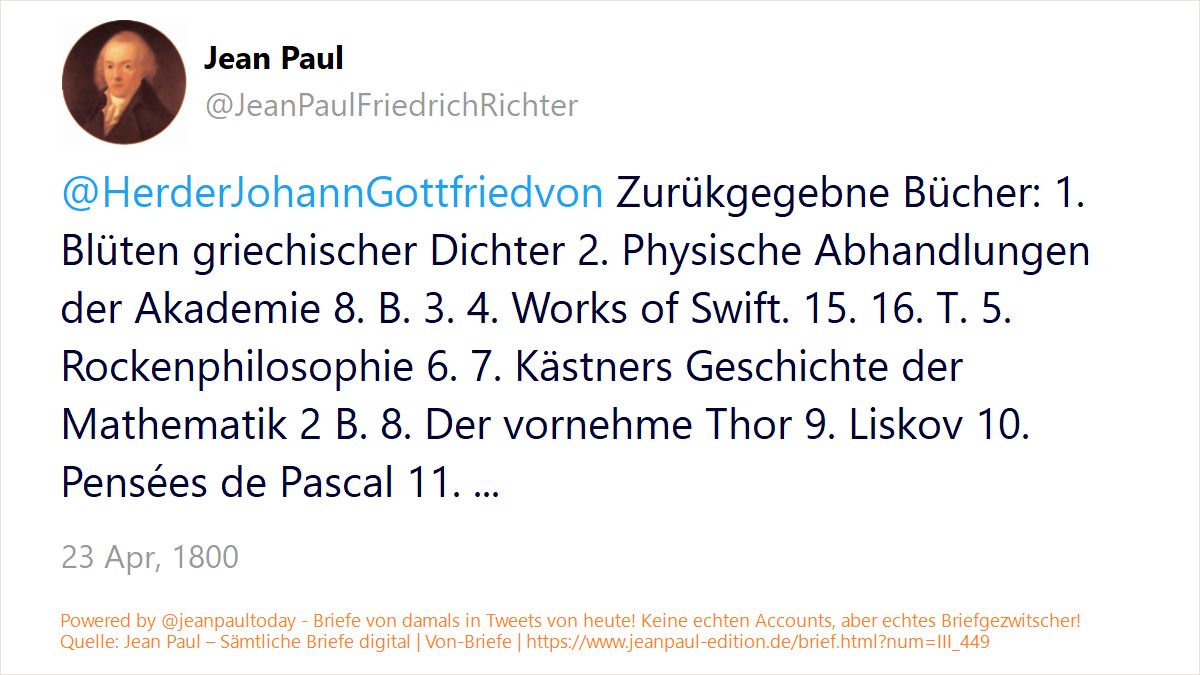 Jean Paul
@JeanPaulFriedrichRichter
@HerderJohannGottfriedvon Zurükgegebne Bücher: 1.
Blüten griechischer Dichter 2. Physische Abhandlungen
der Akademie 8. B. 3. 4. Works of Swift. 15. 16. T. 5.
Rockenphilosophie 6. 7. Kästners Geschichte der
Mathematik 2 B. 8. Der vornehme Thor 9. Liskov 10.
Pensées de Pascal 11. ...
23 Apr, 1800
Powered by @jeanpaultoday - Briefe von damals in Tweets von heute! Keine echten Accounts, aber echtes Briefgezwitscher!
Quelle: Jean Paul – Sämtliche Briefe digital | Von-Briefe | https://www.jeanpaul-edition.de/brief.html?num=III_449